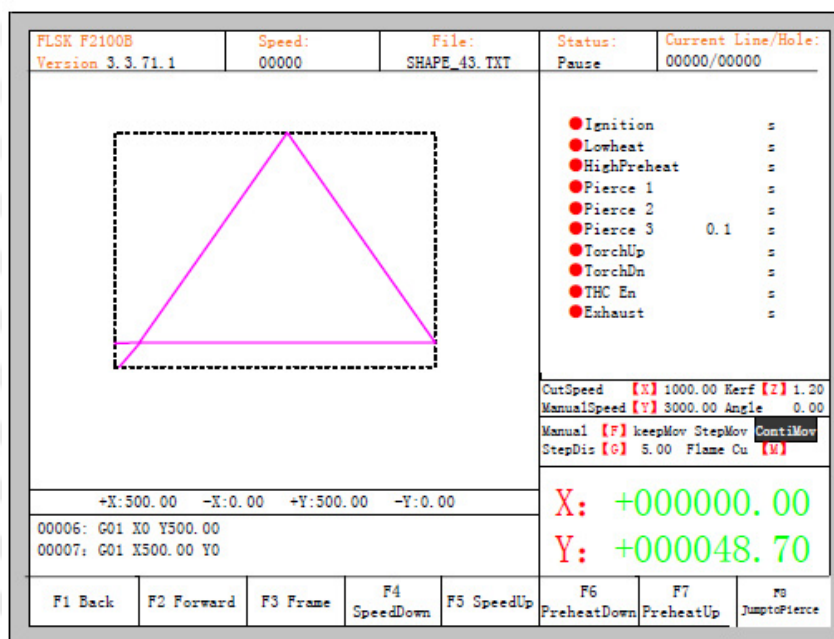 FLSK F2100B
Version 3.3.71.1
Speed:
00000
File:
SHAPE_43.TXT
Status:
Pause
Current Line/Hole:
00000/00000
Ignition s
Lowheat s
HighPreheat s
Pierce 1 s
Pierce 2 s
Pierce 3 0.1 s
TorchUp s
TorchDn s
THC En s
Exhaust s
CutSpeed 【X】 1000.00 Kerf 【Z】 1.20
ManualSpeed 【Y】 3000.00 Angle 0.00
Manual 【F】 keepMov StepMov ContiMov
StepDis 【G】 5.00 Flame Cu 【M】
+X:500.00 -X:0.00 +Y:500.00 -Y:0.00
00006: G01 X0 Y500.00
00007: G01 X500.00 Y0
X: +000000.00
Y: +000048.70
F1 Back
F2 Forward
F3 Frame
F4
SpeedDown
F5 SpeedUp
F6
PreheatDown
F7
PreheatUp
F8
JumptoPierce